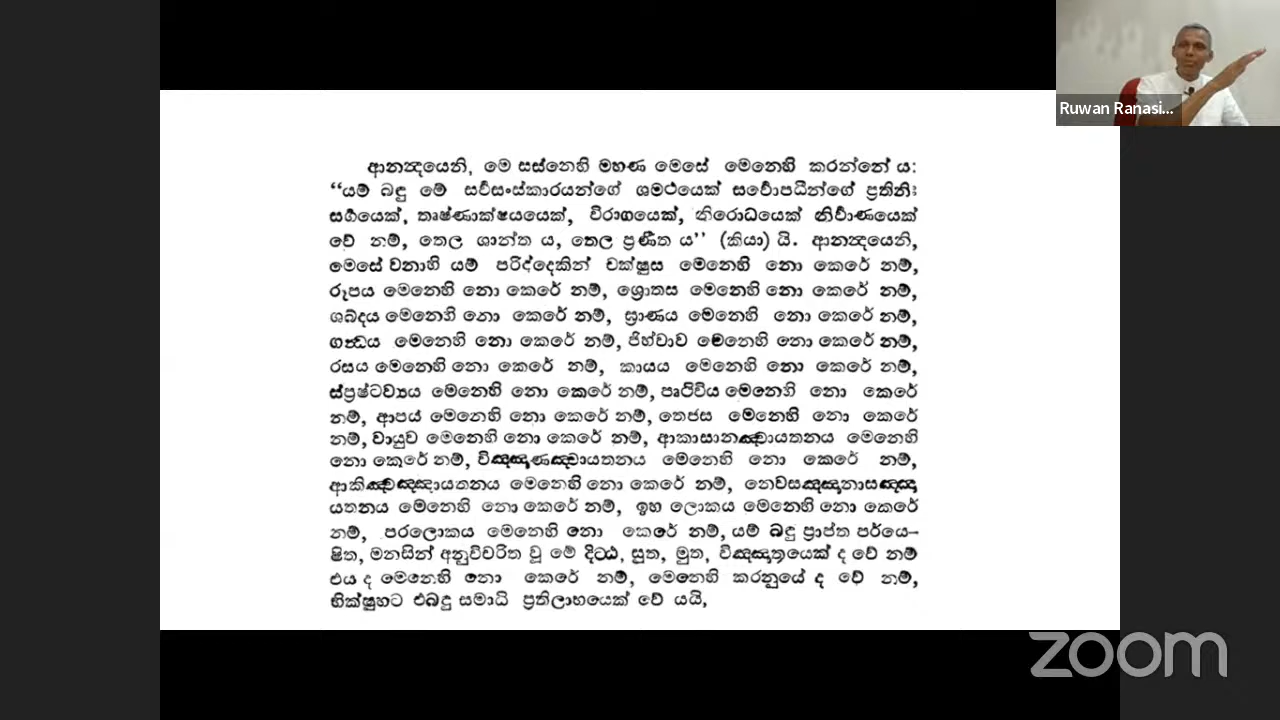 ආනන්‍දයෙනි, මෙ සස්නෙහි මහණ මෙසේ මෙනෙහි කරන්නේ ය:
“යම් බඳු මේ සර්‍වසංස්කාරයන්ගේ ශමථයෙක් සර්‍වොපධීන්ගේ ප්‍රතිනිඃ
සර්‍ගයෙක්, තෘෂ්ණාක්ෂයයෙක්, විරාගයෙක්, නිරොධයෙක් නිර්‍වාණයෙක්
වේ නම්, තෙල ශාන්ත ය, තෙල ප්‍රණීත ය” (කියා) යි. ආනන්‍දයෙනි,
මෙසේ වනාහි යම් පරිද්දෙකින් චක්ෂුස මෙනෙහි නො කෙරේ නම්,
රූපය මෙනෙහි නො කෙරේ නම්, ශ්‍රොතස මෙනෙහි නො කෙරේ නම්,
ශබ්දය මෙනෙහි නො කෙරේ නම්, ඝ්‍රාණය මෙනෙහි නො කෙරේ නම්,
ගන්‍ධය මෙනෙහි නො කෙරේ නම්, ජිහ්වාව මෙනෙහි නො කෙරේ නම්,
රසය මෙනෙහි නො කෙරේ නම්, කායය මෙනෙහි නො කෙරේ නම්,
ස්ප්‍රෂ්ටව්‍යය මෙනෙහි නො කෙරේ නම්, පෘථිවිය මෙනෙහි නො කෙරේ
නම්, ආපය මෙනෙහි නො කෙරේ නම්, තෙජස මෙනෙහි නො කෙරේ
නම්, වායුව මෙනෙහි නො කෙරේ නම්, ආකාසානඤ්චායතනය මෙනෙහි
නො කෙරේ නම්, විඤ්ඤාණඤ්චායතනය මෙනෙහි නො කෙරේ නම්,
ආකිඤ්චඤ්ඤායතනය මෙනෙහි නො කෙරේ නම්, නෙවසඤ්ඤානාසඤ්ඤා
යතනය මෙනෙහි නො කෙරේ නම්, ඉහ ලොකය මෙනෙහි නො කෙරේ
නම්, පරලොකය මෙනෙහි නො කෙරේ නම්, යම් බඳු ප්‍රාප්ත පර්‍යෙ–
ෂිත, මනසින් අනුවිචරිත වූ මේ දිට්ඨ, සුත, මුත, විඤ්ඤාතයෙක් ද වේ නම්
එය ද මෙනෙහි නො කෙරේ නම්, මෙනෙහි කරනුයේ ද වේ නම්,
භික්ෂුහට එබඳු සමාධි ප්‍රතිලාභයෙක් වේ යයි,
Ruwan Ranasi...
zoom